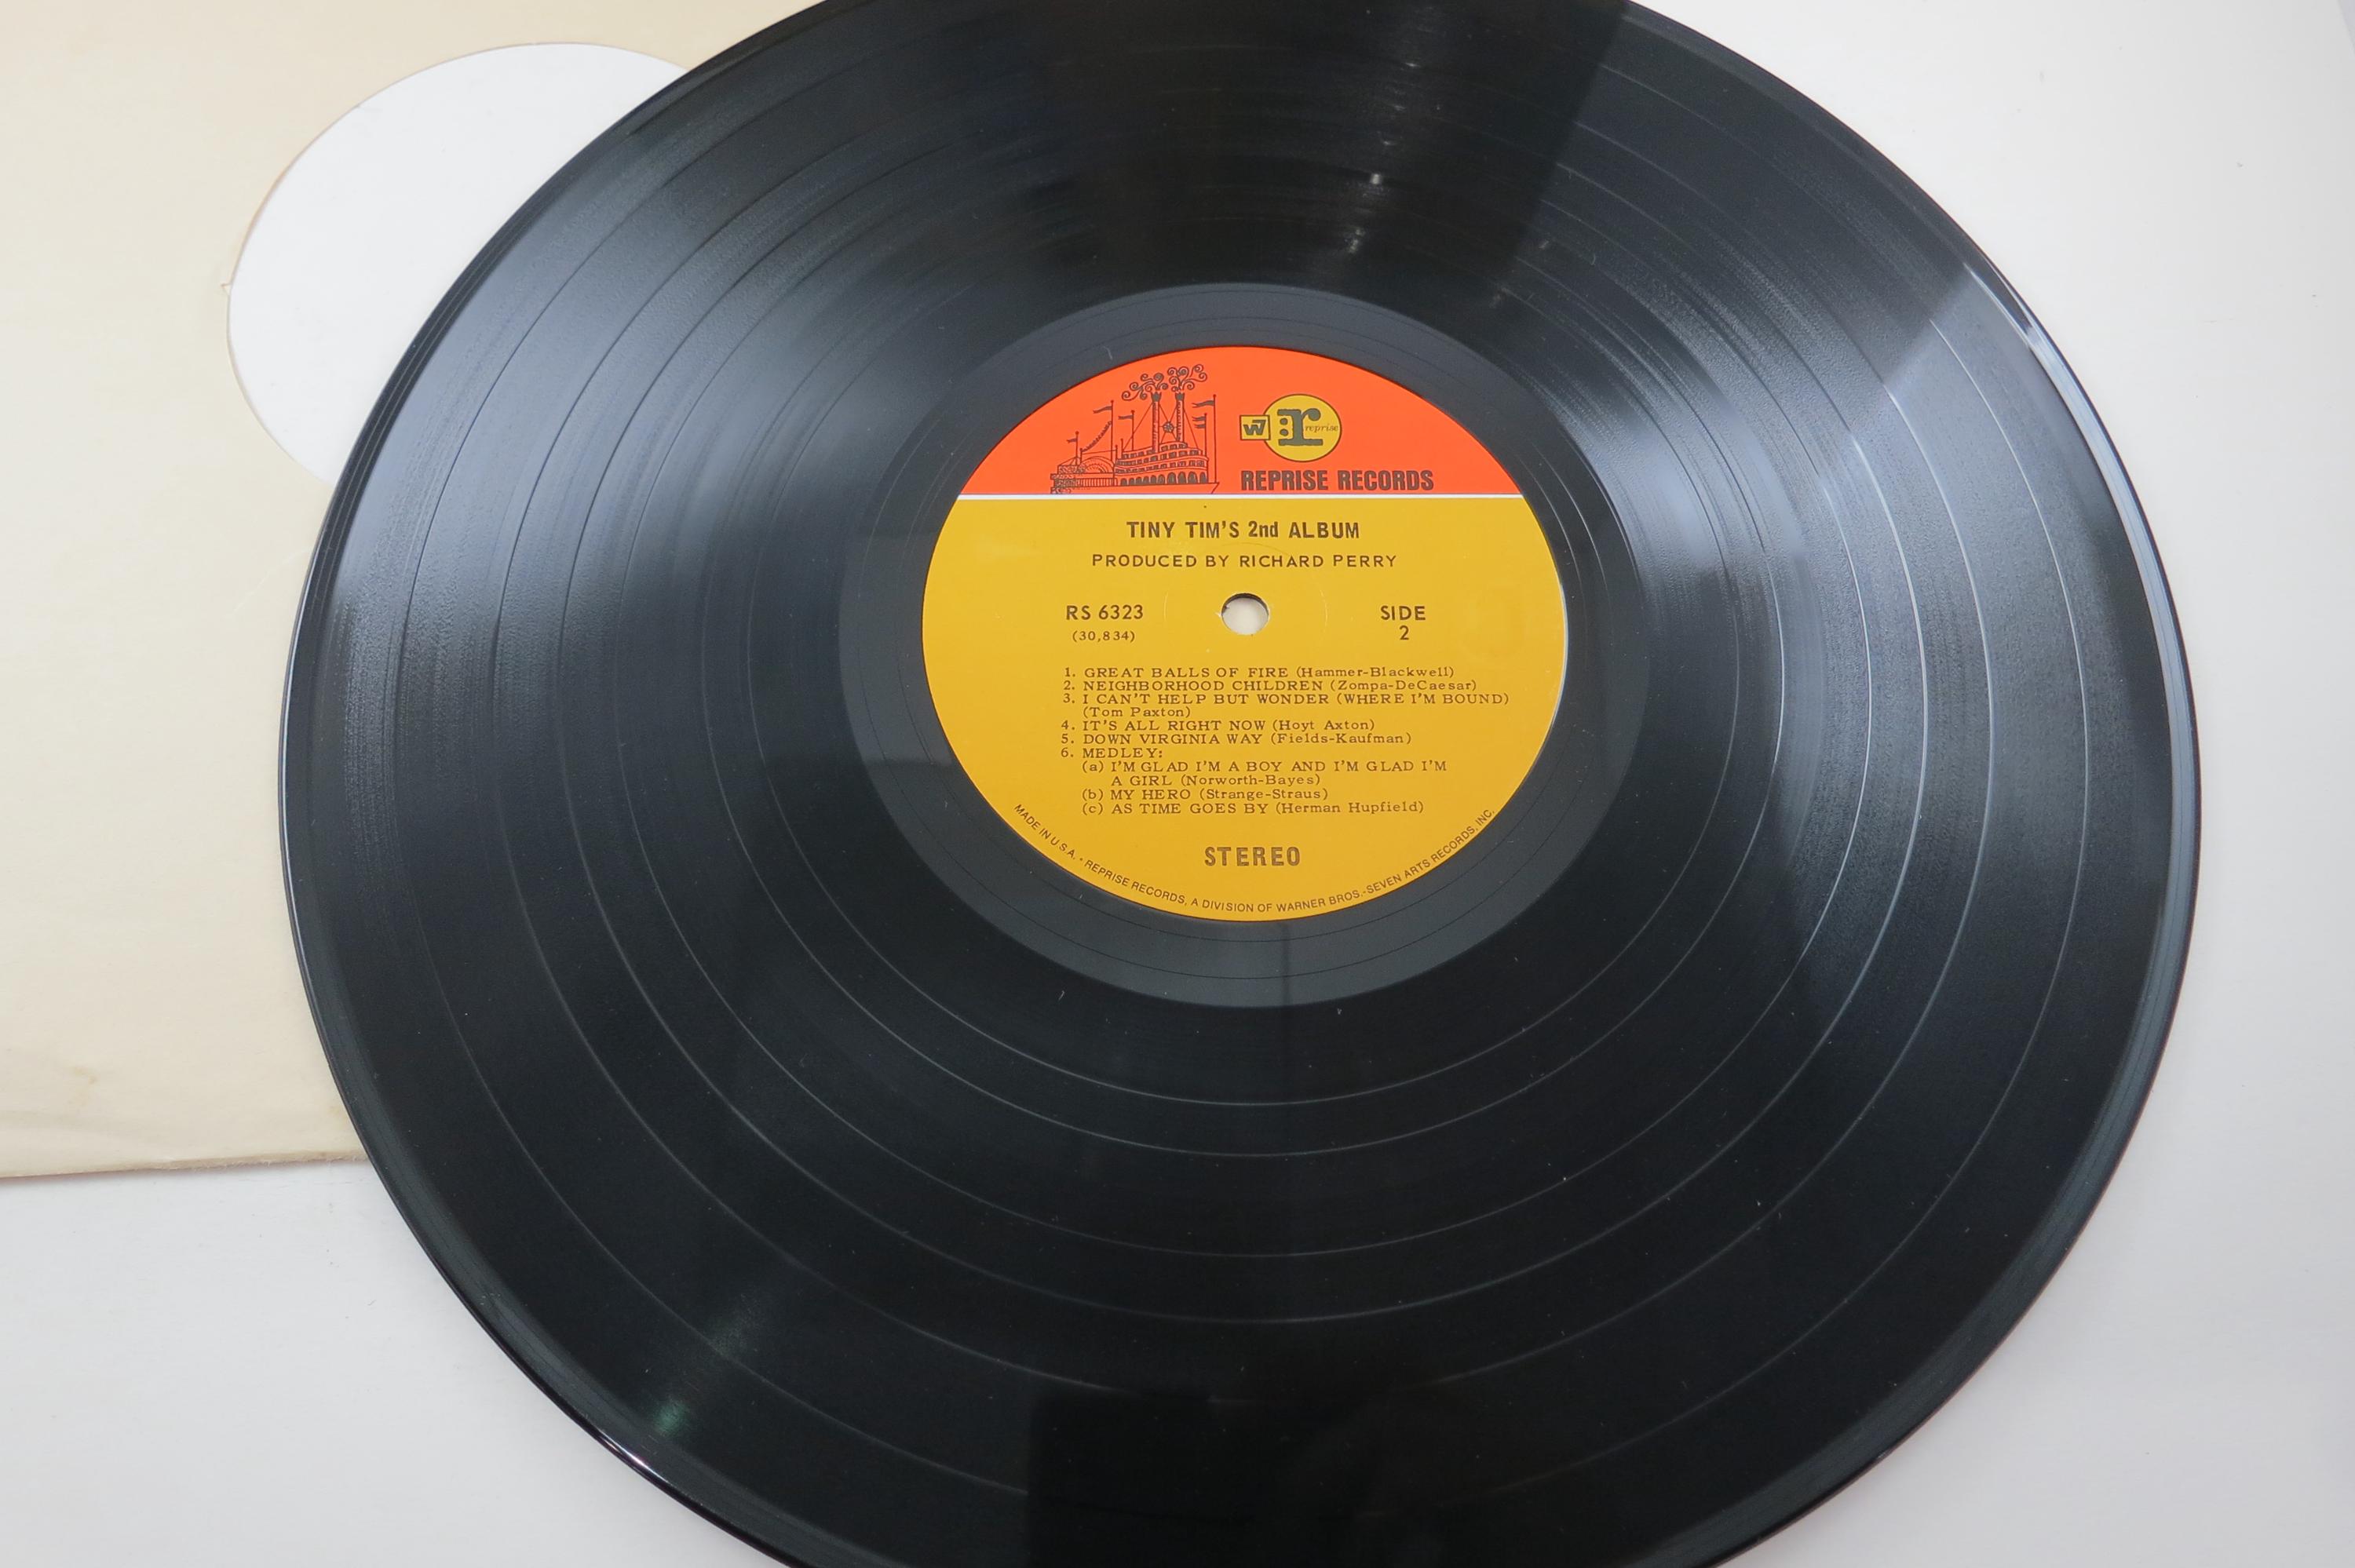 W7 r reprise
REPRISE RECORDS
TINY TIM'S 2nd ALBUM
PRODUCED BY RICHARD PERRY
RS 6323
(30,834)
SIDE
2
1. GREAT BALLS OF FIRE (Hammer-Blackwell)
2. NEIGHBORHOOD CHILDREN (Zompa-DeCaesar)
3. I CAN'T HELP BUT WONDER (WHERE I'M BOUND)
(Tom Paxton)
4. IT'S ALL RIGHT NOW (Hoyt Axton)
5. DOWN VIRGINIA WAY (Fields-Kaufman)
6. MEDLEY:
(a) I'M GLAD I'M A BOY AND I'M GLAD I'M
A GIRL (Norworth-Bayes)
(b) MY HERO (Strange-Straus)
(c) AS TIME GOES BY (Herman Hupfield)
STEREO
MADE IN U.S.A. • REPRISE RECORDS, A DIVISION OF WARNER BROS.-SEVEN ARTS RECORDS, INC.